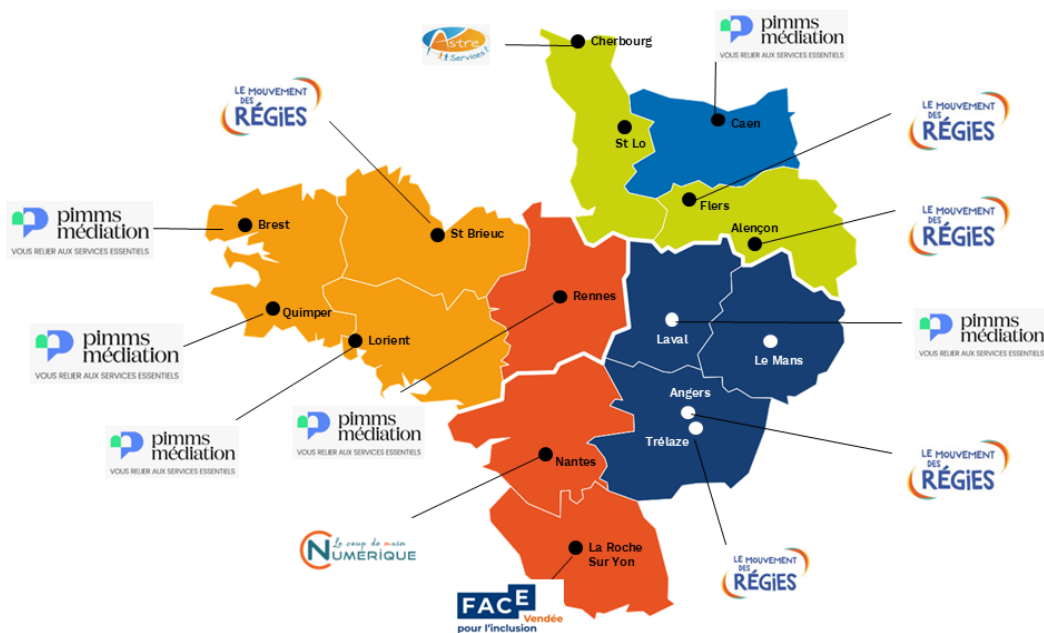 Astre
Services!
Cherbourg
pimms
médiation
VOUS RELIER AUX SERVICES ESSENTIELS
LE MOUVEMENT
DES
RÉGIES
Caen
St Lo
LE MOUVEMENT
DES
RÉGIES
Flers
pimms
médiation
VOUS RELIER AUX SERVICES ESSENTIELS
Brest
St Brieuc
Alençon
LE MOUVEMENT
DES
RÉGIES
Rennes
Quimper
Lorient
Laval
Le Mans
pimms
médiation
VOUS RELIER AUX SERVICES ESSENTIELS
pimms
médiation
VOUS RELIER AUX SERVICES ESSENTIELS
Angers
Trélaze
pimms
médiation
VOUS RELIER AUX SERVICES ESSENTIELS
pimms
médiation
VOUS RELIER AUX SERVICES ESSENTIELS
Nantes
LE MOUVEMENT
DES
RÉGIES
Le coup de main
NUMÉRIQUE
La Roche
Sur Yon
LE MOUVEMENT
DES
RÉGIES
FACE
Vendée
pour l'inclusion